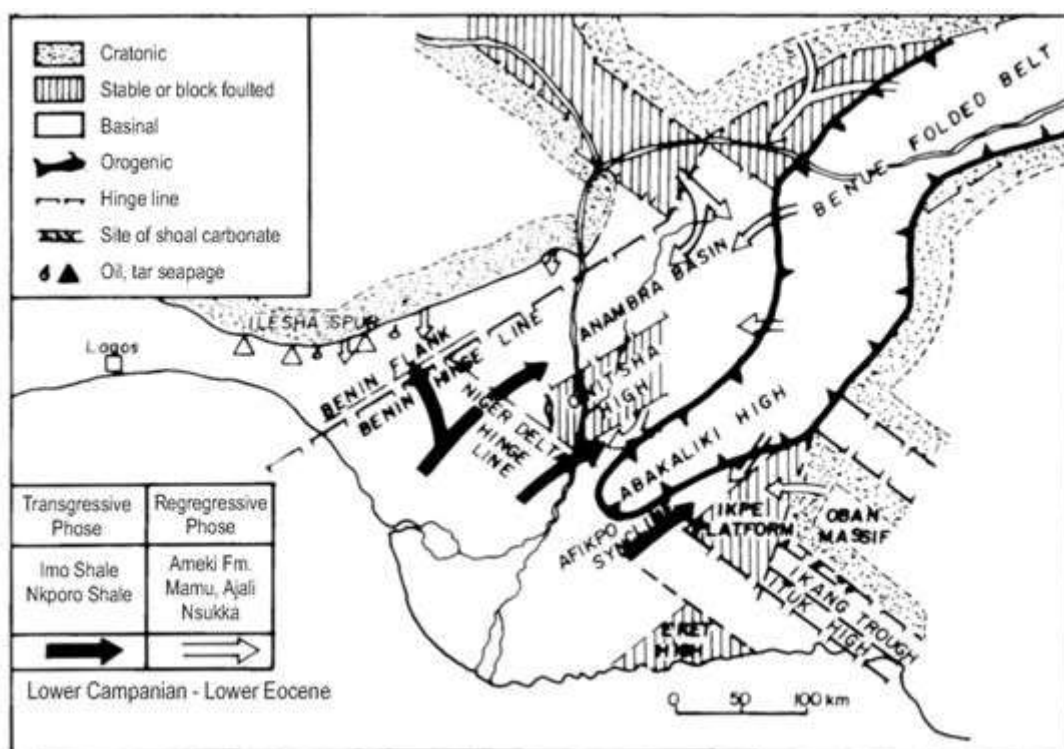 Cratonic
Stable or block foulted
Basinal
Orogenic
Hinge line
Site of shoal carbonate
Oil, tar seapage
BENUE FOLDED BELT
ANAMBRA BASIN
ILESHA SPUR
Lagos
BENIN FLANK
BENIN HINGE LINE
NIGER DELTA
HINGE
LINE
ONITSHA
HIGH
ABAKALIKI HIGH
AFIKPO
SYNCLINE
IKPE
PLATFORM
OBAN
MASSIF
IKANG TROUGH
ITUK HIGH
EKET
HIGH
Transgressive
Phase
Regregressive
Phase
Imo Shale
Nkporo Shale
Ameki Fm.
Mamu, Ajali
Nsukka
Lower Campanian - Lower Eocene
0 50 100 km